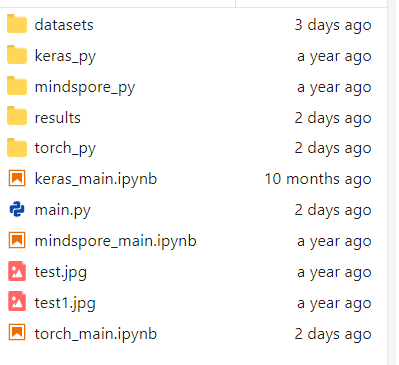 datasets 3 days ago
keras_py a year ago
mindspore_py a year ago
results 2 days ago
torch_py 2 days ago
keras_main.ipynb 10 months ago
main.py 2 days ago
mindspore_main.ipynb a year ago
test.jpg a year ago
test1.jpg a year ago
torch_main.ipynb 2 days ago